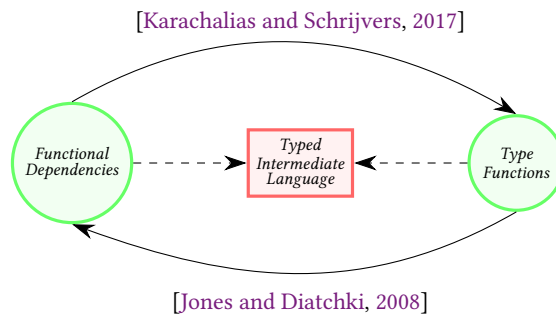 [Karachalias and Schrijvers, 2017]
Functional
Dependencies
Typed
Intermediate
Language
Type
Functions
[Jones and Diatchki, 2008]